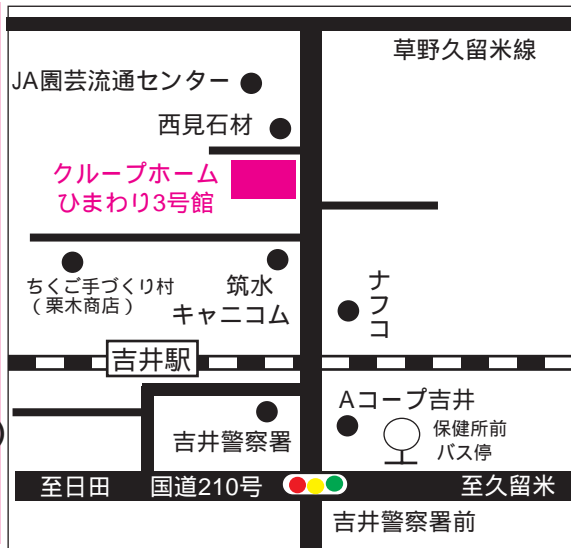 草野久留米線
JA園芸流通センター
西見石材
クループホーム
ひまわり3号館
ちくご手づくり村
（栗木商店）
筑水
キャニコム
ナフコ
吉井駅
Aコープ吉井
保健所前
バス停
吉井警察署
至日田
国道210号
至久留米
吉井警察署前